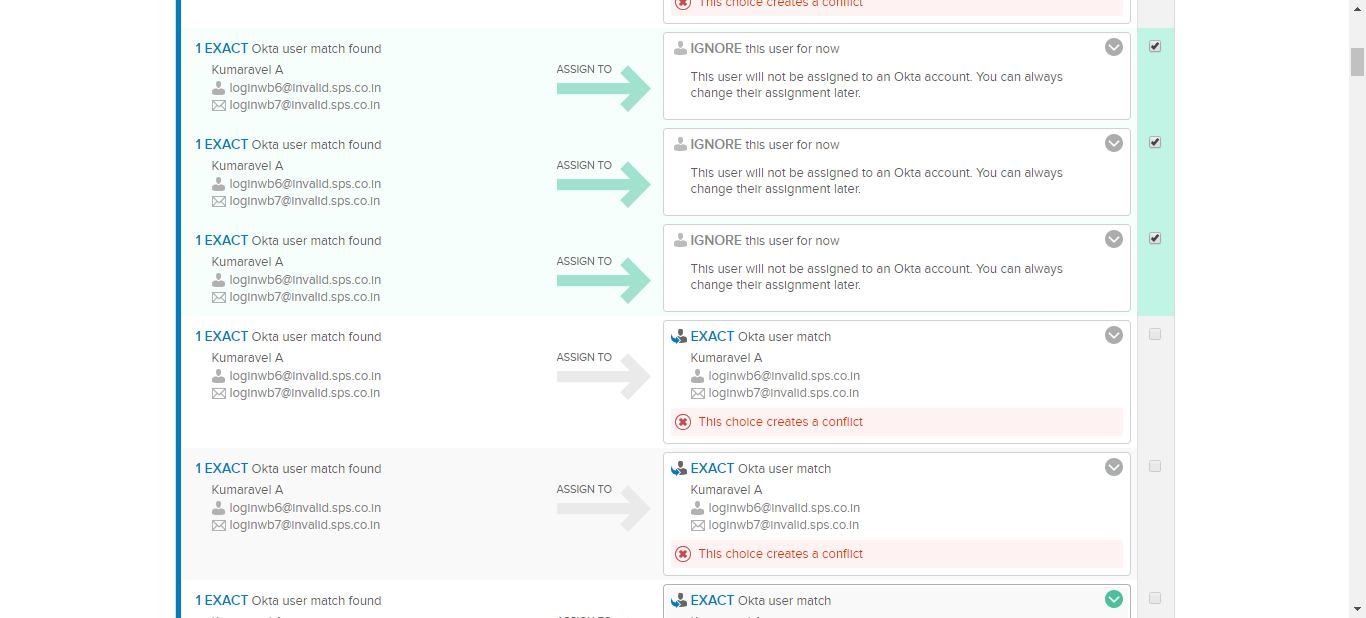 This choice creates a conflict
1 EXACT Okta user match found
Kumaravel A
loginwb6@invalid.sps.co.in
loginwb7@invalid.sps.co.in
ASSIGN TO
IGNORE this user for now
This user will not be assigned to an Okta account. You can always
change their assignment later.
1 EXACT Okta user match found
Kumaravel A
loginwb6@invalid.sps.co.in
loginwb7@invalid.sps.co.in
ASSIGN TO
IGNORE this user for now
This user will not be assigned to an Okta account. You can always
change their assignment later.
1 EXACT Okta user match found
Kumaravel A
loginwb6@invalid.sps.co.in
loginwb7@invalid.sps.co.in
ASSIGN TO
IGNORE this user for now
This user will not be assigned to an Okta account. You can always
change their assignment later.
1 EXACT Okta user match found
Kumaravel A
loginwb6@invalid.sps.co.in
loginwb7@invalid.sps.co.in
ASSIGN TO
EXACT Okta user match
Kumaravel A
loginwb6@invalid.sps.co.in
loginwb7@invalid.sps.co.in
This choice creates a conflict
1 EXACT Okta user match found
Kumaravel A
loginwb6@invalid.sps.co.in
loginwb7@invalid.sps.co.in
ASSIGN TO
EXACT Okta user match
Kumaravel A
loginwb6@invalid.sps.co.in
loginwb7@invalid.sps.co.in
This choice creates a conflict
1 EXACT Okta user match found
EXACT Okta user match